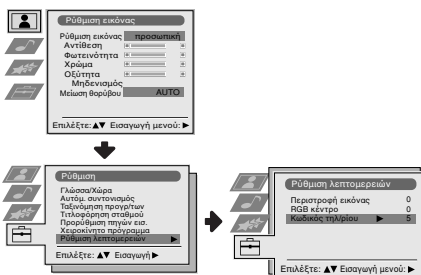 Ρύθμιση εικόνας
Ρύθμιση εικόνας προσωπική
Αντίθεση
Φωτεινότητα
Χρώμα
Οξύτητα
Μηδενισμός
Μείωση θορύβου AUTO
Επιλέξτε: ▲▼ Εισαγωγή μενού: ▶
Ρύθμιση
Γλώσσα/Χώρα
Αυτόμ. συντονισμός
Ταξινόμηση προγρ/των
Τιτλοφόρηση σταθμού
Προρύθμιση πηγών εισ.
Χειροκίνητο πρόγραμμα
Ρύθμιση λεπτομερειών ▶
Επιλέξτε: ▲▼ Εισαγωγή ▶
Ρύθμιση λεπτομερειών
Περιστροφή εικόνας 0
RGB κέντρο 0
Κωδικός τηλ/ρίου ▶ 5
Επιλέξτε: ▲▼ Εισαγωγή μενού: ▶